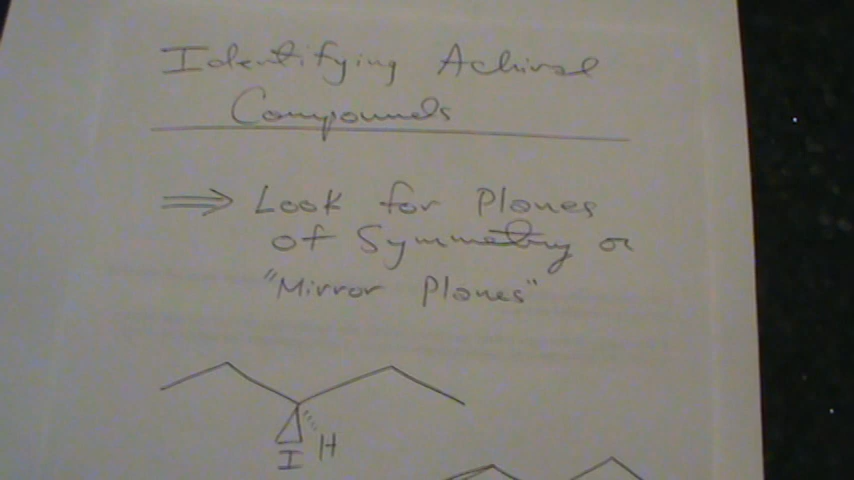 Identifying Achiral
Compounds
⟹ Look for Planes
of Symmetry or
"Mirror Planes"
H
I